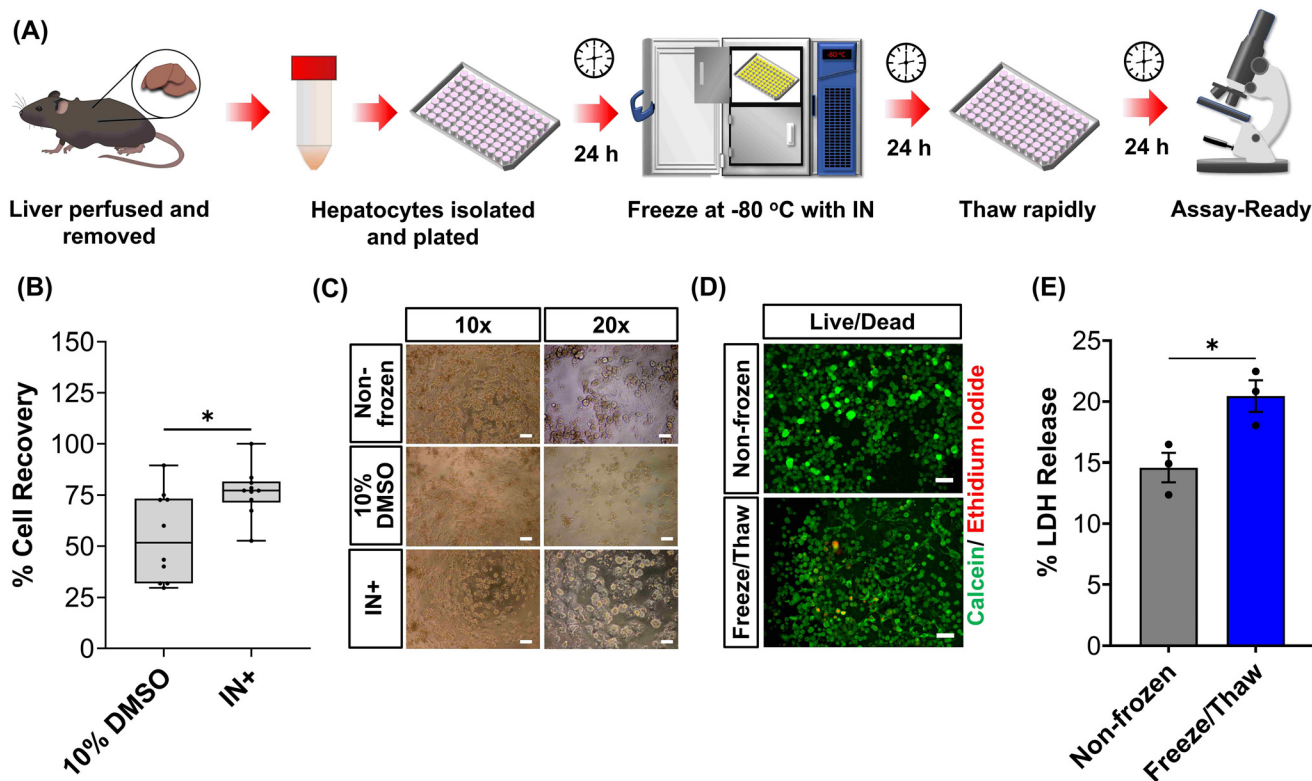 (A)
-80 °C
24 h
24 h
24 h
Liver perfused and
removed
Hepatocytes isolated
and plated
Freeze at -80 °C with IN
Thaw rapidly
Assay-Ready
(B)
% Cell Recovery
150
125
100
75
50
25
0
*
10% DMSO
IN+
(C)
10x
20x
Non-
frozen
10%
DMSO
IN+
(D)
Live/Dead
Non-frozen
Freeze/Thaw
Calcein/ Ethidium Iodide
(E)
% LDH Release
25
20
15
10
5
0
*
Non-frozen
Freeze/Thaw